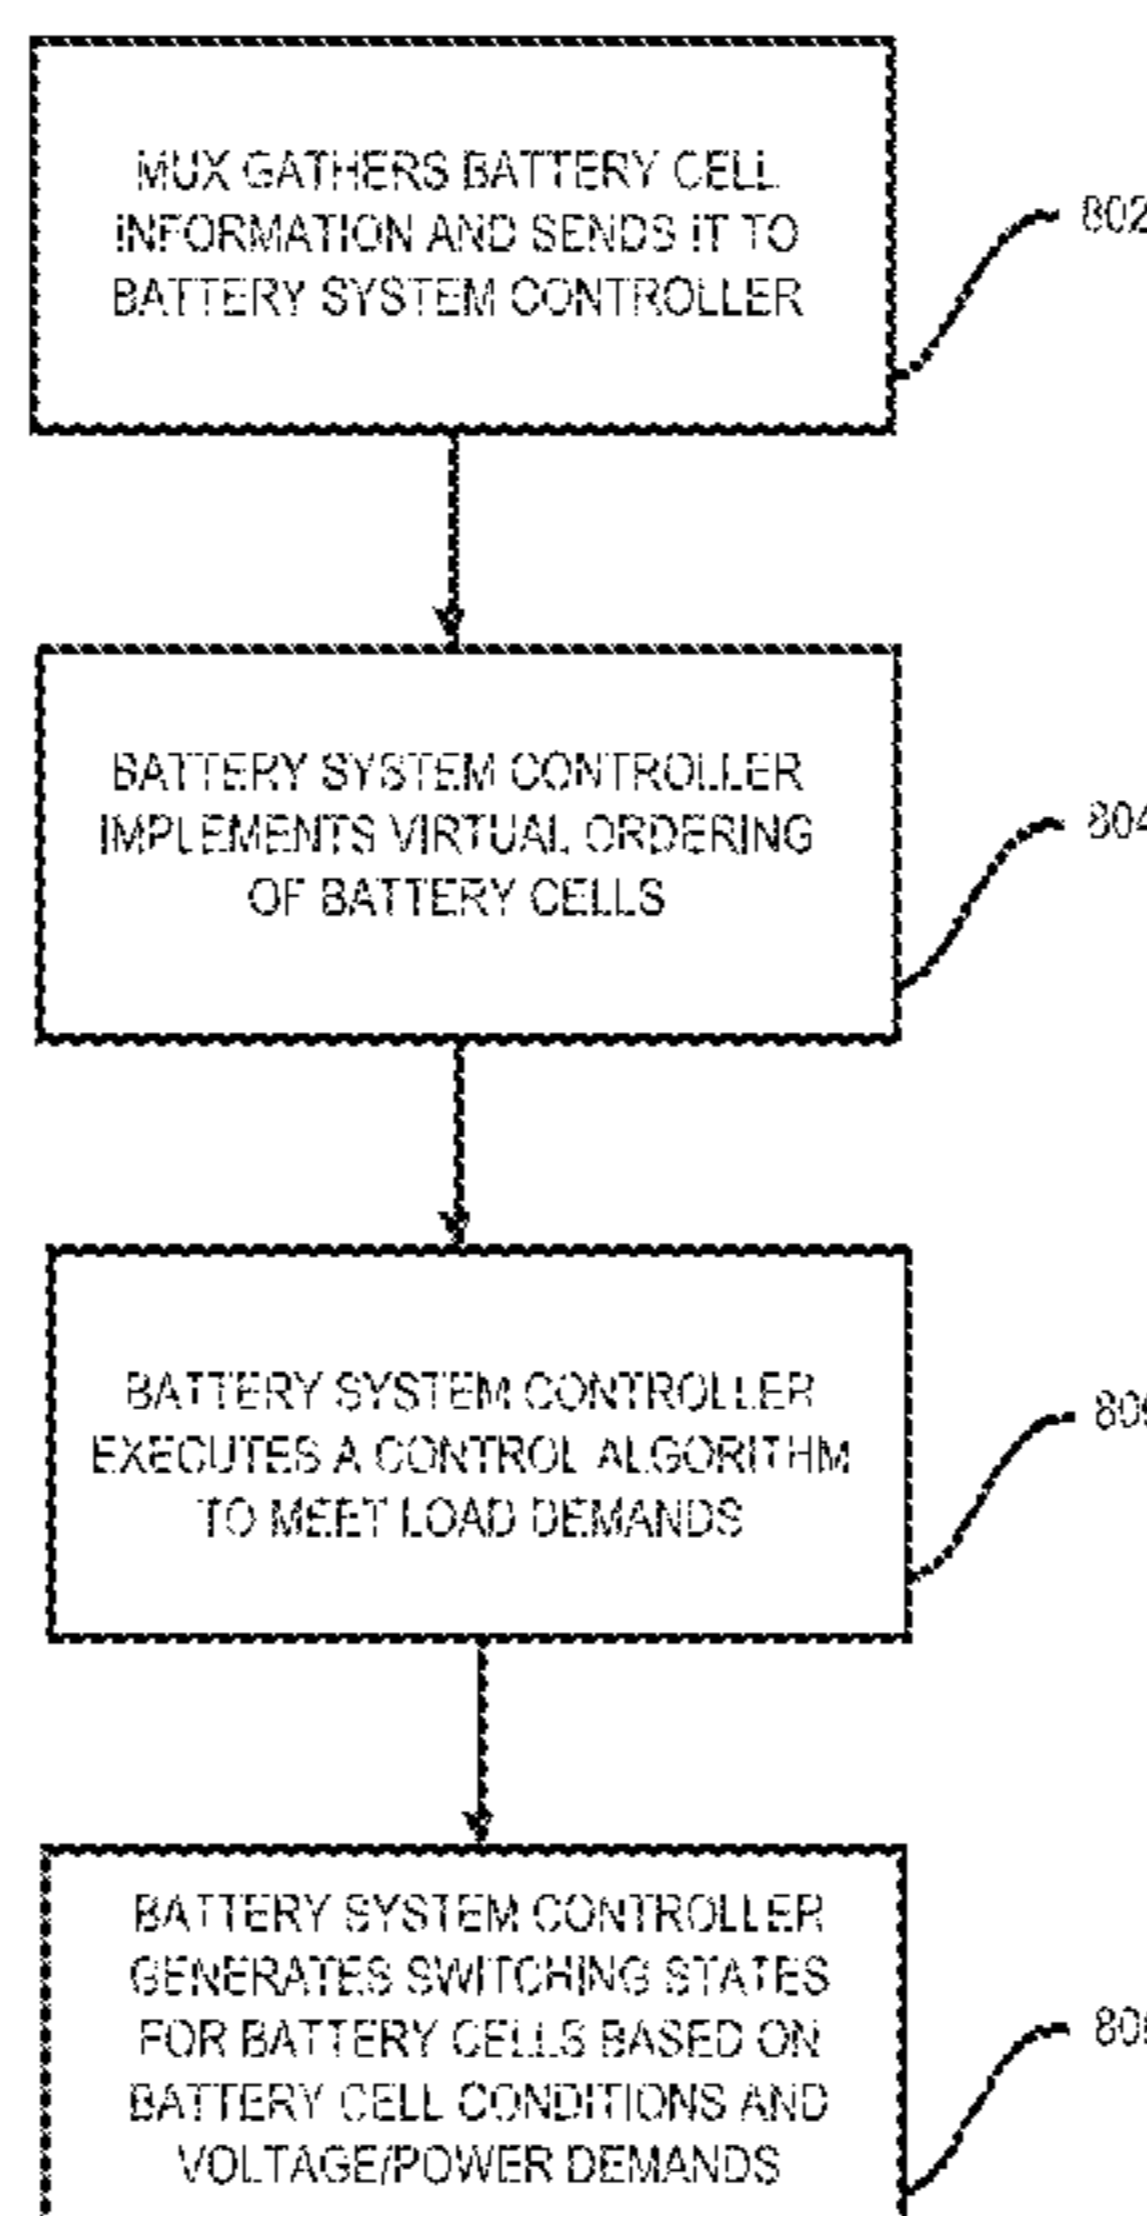 MUX GATHERS BATTERY CELL
INFORMATION AND SENDS IT TO
BATTERY SYSTEM CONTROLLER
802
BATTERY SYSTEM CONTROLLER
IMPLEMENTS VIRTUAL ORDERING
OF BATTERY CELLS
804
BATTERY SYSTEM CONTROLLER
EXECUTES A CONTROL ALGORITHM
TO MEET LOAD DEMANDS
BATTERY SYSTEM CONTROLLER
GENERATES SWITCHING STATES
FOR BATTERY CELLS BASED ON
BATTERY CELL CONDITIONS AND
VOLTAGE/POWER DEMANDS